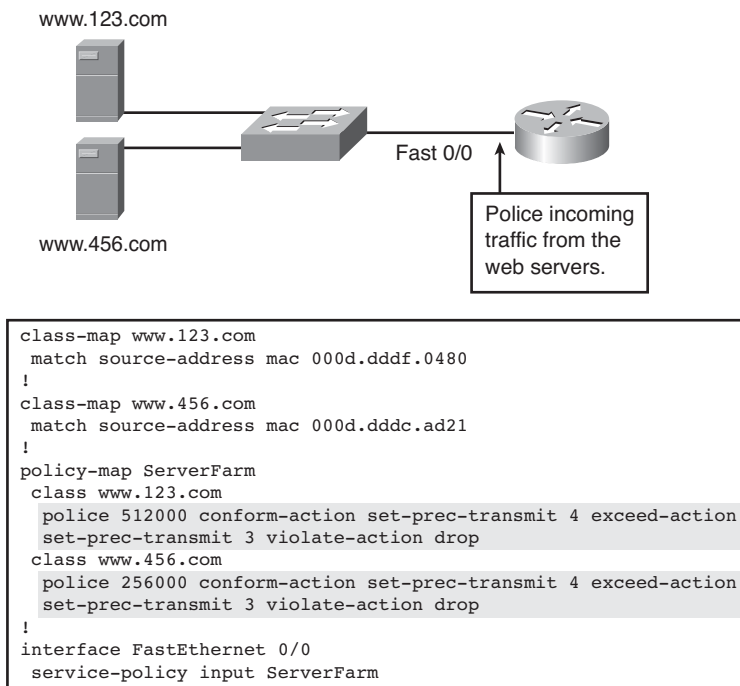 www.123.com
Fast 0/0
www.456.com
Police incoming
traffic from the
web servers.
class-map www.123.com
match source-address mac 000d.dddf.0480
!
class-map www.456.com
match source-address mac 000d.dddc.ad21
!
policy-map ServerFarm
class www.123.com
police 512000 conform-action set-prec-transmit 4 exceed-action
set-prec-transmit 3 violate-action drop
class www.456.com
police 256000 conform-action set-prec-transmit 4 exceed-action
set-prec-transmit 3 violate-action drop
!
interface FastEthernet 0/0
service-policy input ServerFarm